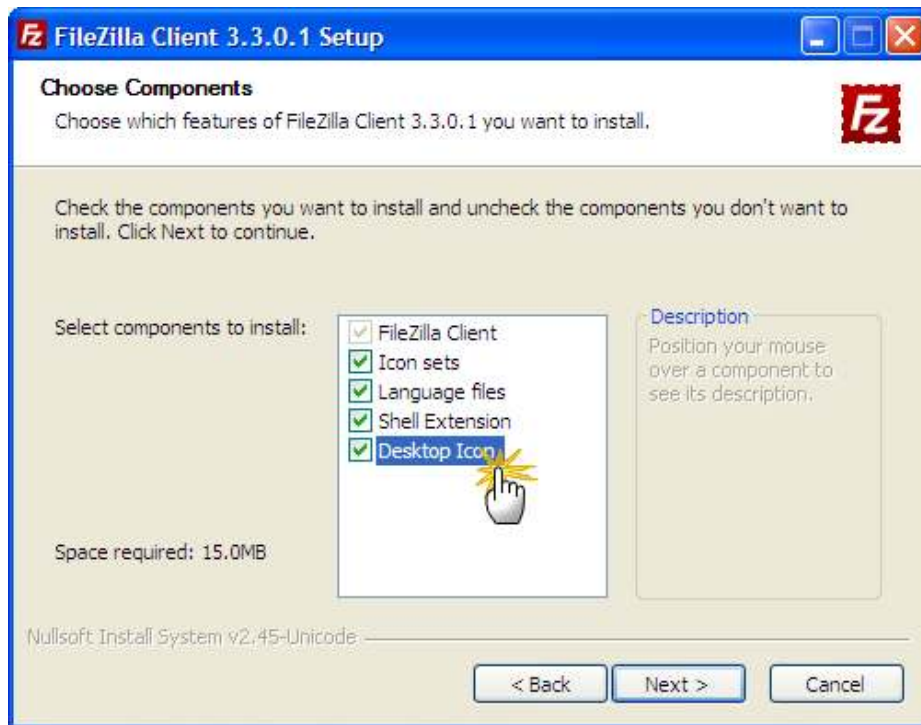 FileZilla Client 3.3.0.1 Setup
Choose Components
Choose which features of FileZilla Client 3.3.0.1 you want to install.
Check the components you want to install and uncheck the components you don't want to
install. Click Next to continue.
Select components to install:
FileZilla Client
Icon sets
Language files
Shell Extension
Desktop Icon
Description
Position your mouse
over a component to
see its description.
Space required: 15.0MB
Nullsoft Install System v2.45-Unicode
< Back
Next >
Cancel